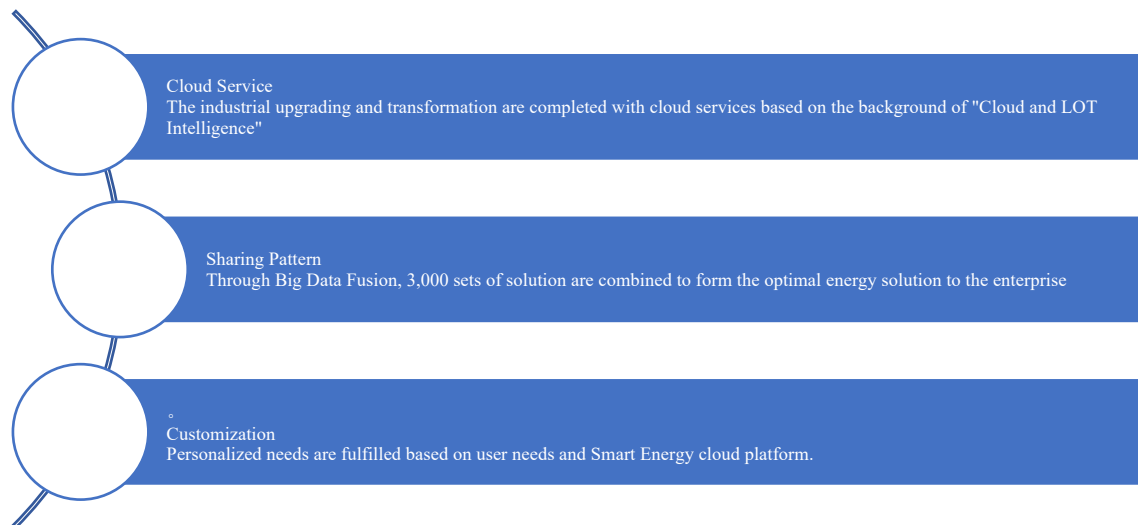 Cloud Service
The industrial upgrading and transformation are completed with cloud services based on the background of "Cloud and LOT
Intelligence"
Sharing Pattern
Through Big Data Fusion, 3,000 sets of solution are combined to form the optimal energy solution to the enterprise
。
Customization
Personalized needs are fulfilled based on user needs and Smart Energy cloud platform.